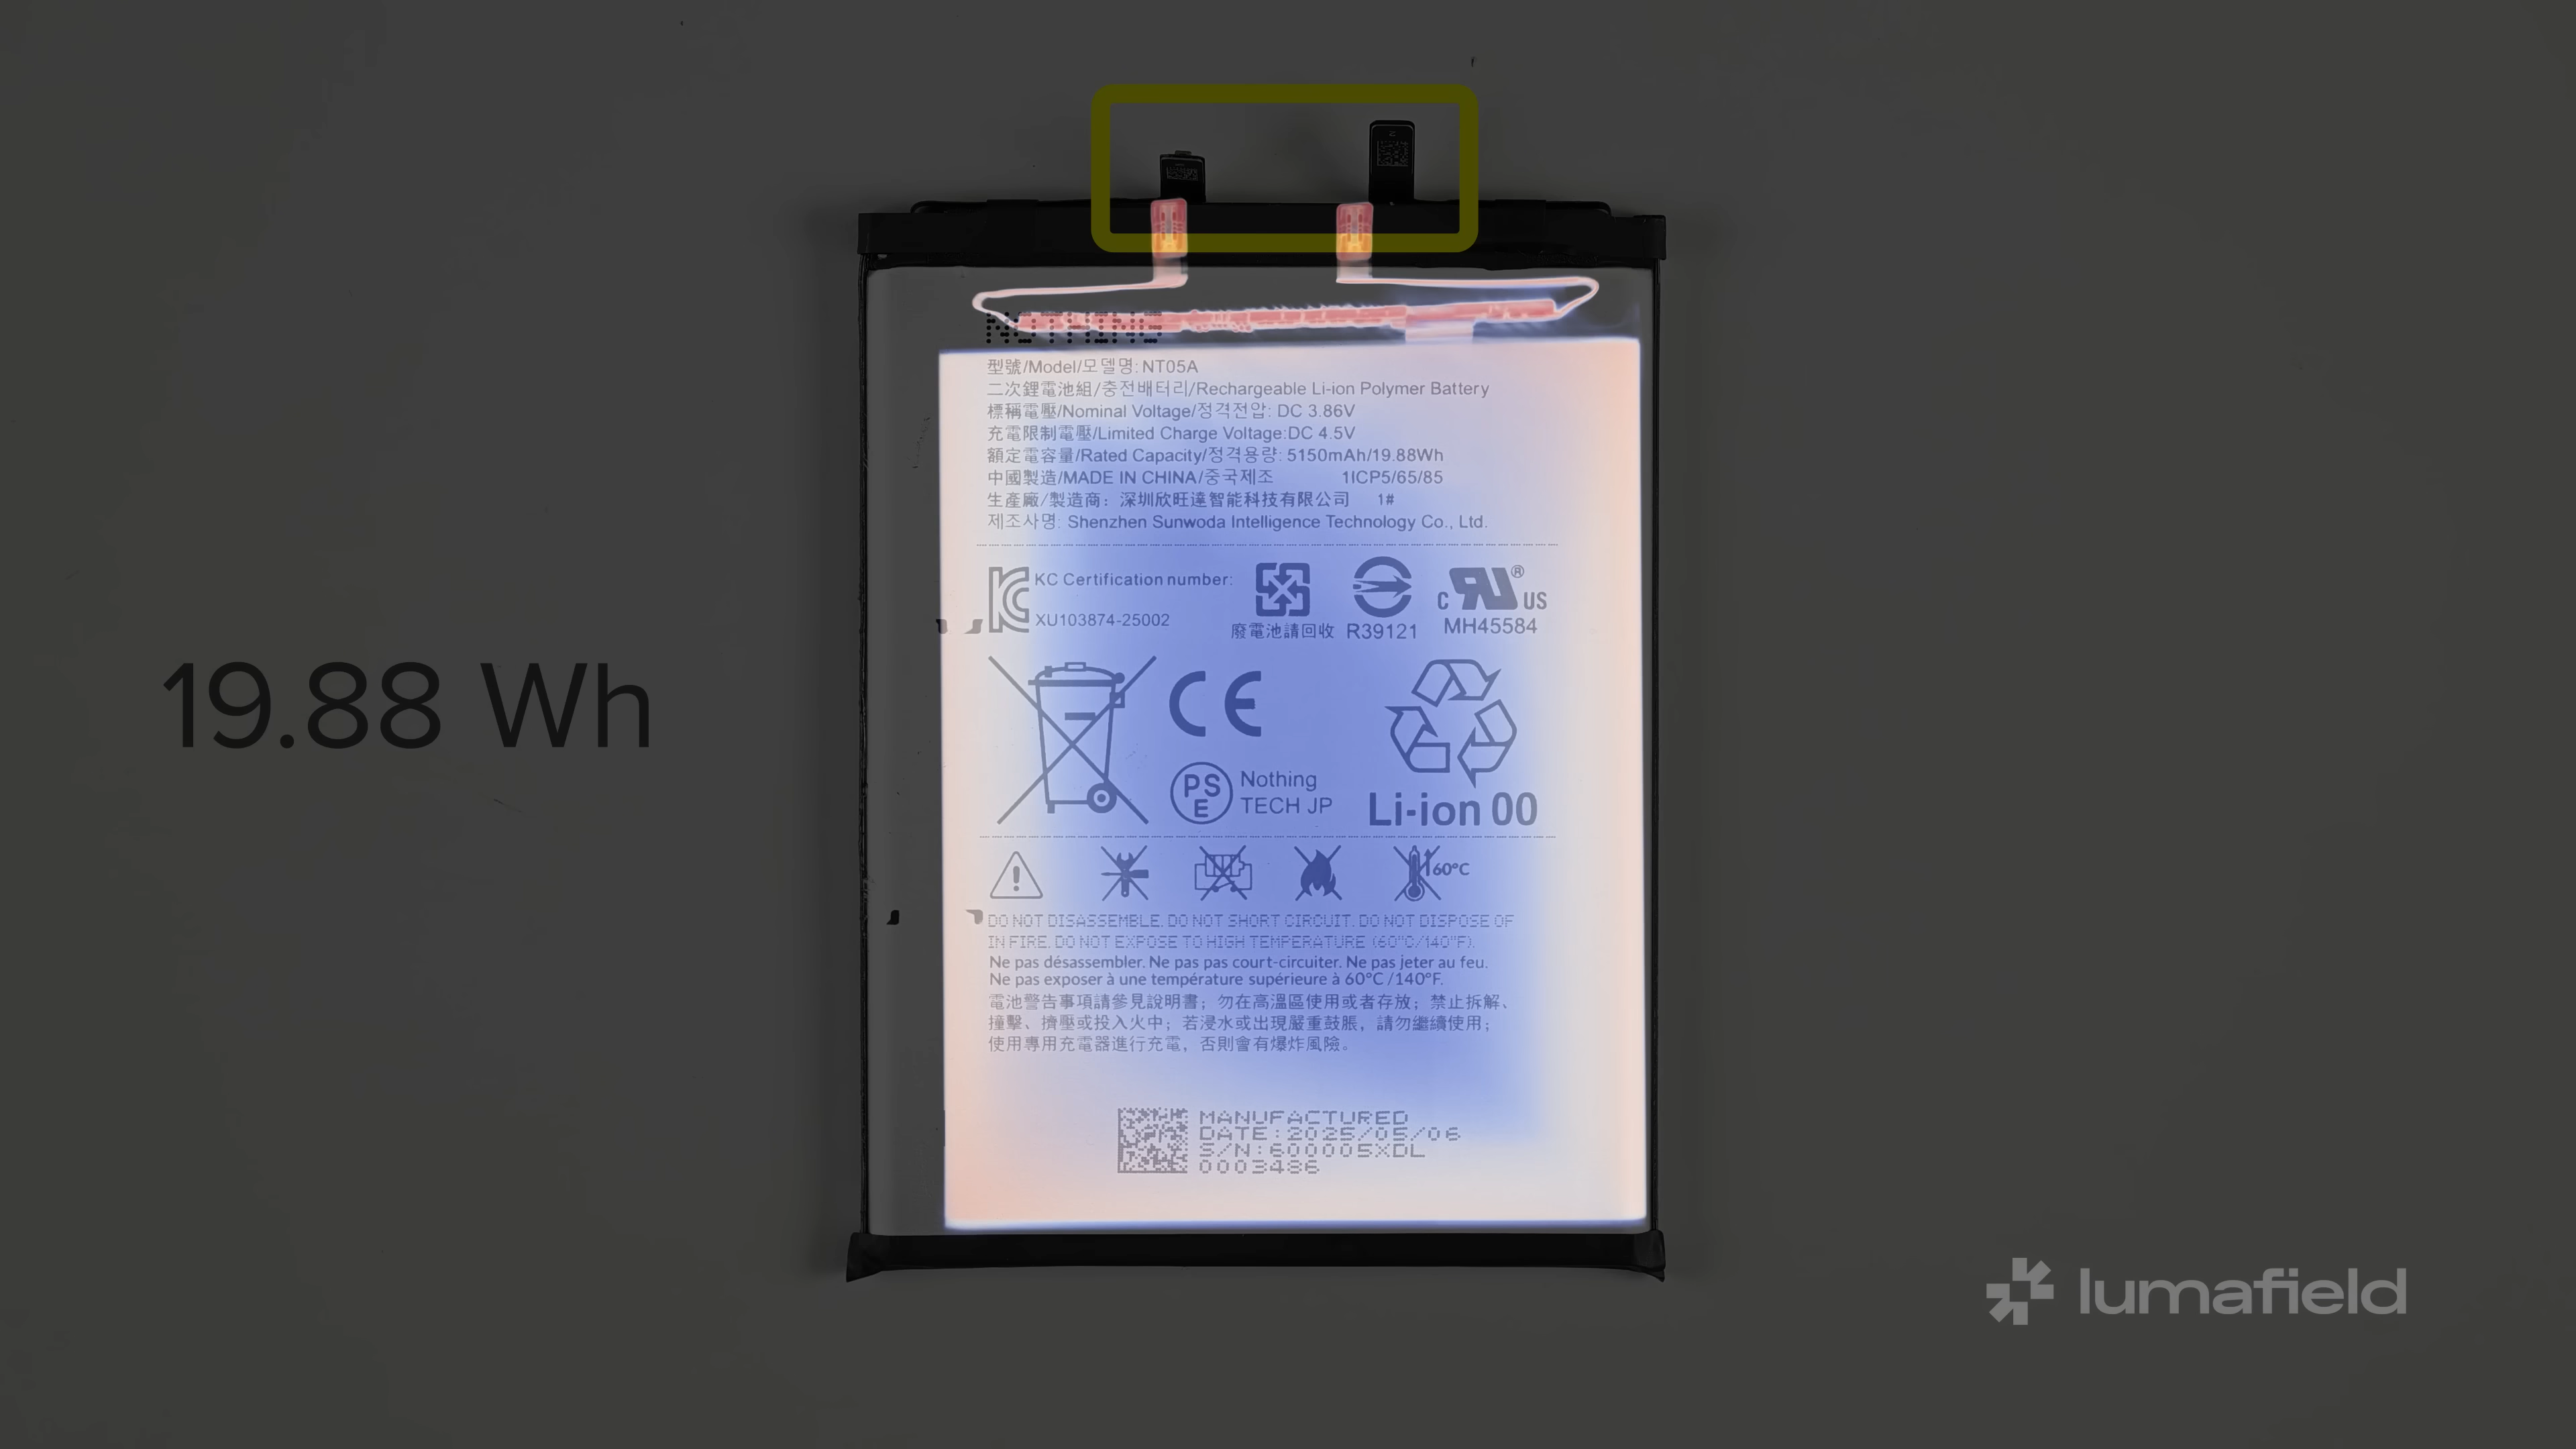 NOTHING
型號/Model/모델명: NT05A
二次鋰電池組/충전배터리/Rechargeable Li-ion Polymer Battery
標稱電壓/Nominal Voltage/정격전압: DC 3.86V
充電限制電壓/Limited Charge Voltage:DC 4.5V
額定電容量/Rated Capacity/정격용량: 5150mAh/19.88Wh
中國製造/MADE IN CHINA/중국제조 1ICP5/65/85
生產廠/製造商：深圳欣旺達智能科技有限公司 1#
제조사명: Shenzhen Sunwoda Intelligence Technology Co., Ltd.
KC Certification number:
XU103874-25002
廢電池請回收 R39121
C RU ® US
MH45584
19.88 Wh
CE
PS
E
Nothing
TECH JP
Li-ion 00
60°C
DO NOT DISASSEMBLE. DO NOT SHORT CIRCUIT. DO NOT DISPOSE OF
IN FIRE. DO NOT EXPOSE TO HIGH TEMPERATURE (60°C/140°F).
Ne pas désassembler. Ne pas pas court-circuiter. Ne pas jeter au feu.
Ne pas exposer à une température supérieure à 60°C /140°F.
電池警告事項請參見說明書；勿在高溫區使用或者存放；禁止拆解、
撞擊、擠壓或投入火中；若浸水或出現嚴重鼓脹，請勿繼續使用；
使用專用充電器進行充電，否則會有爆炸風險。
MANUFACTURED
DATE:2025/05/06
S/N:600005XDL
0003486
lumafield